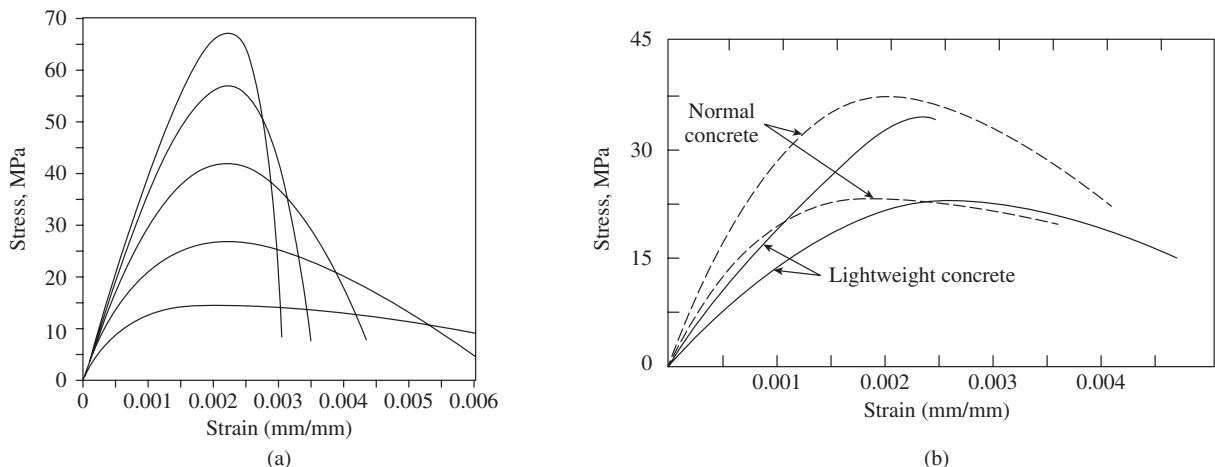 70
60
50
40
30
20
10
0
Stress, MPa
0 0.001 0.002 0.003 0.004 0.005 0.006
Strain (mm/mm)
(a)
45
30
15
0
Stress, MPa
Normal
concrete
Lightweight concrete
0.001 0.002 0.003 0.004
Strain (mm/mm)
(b)